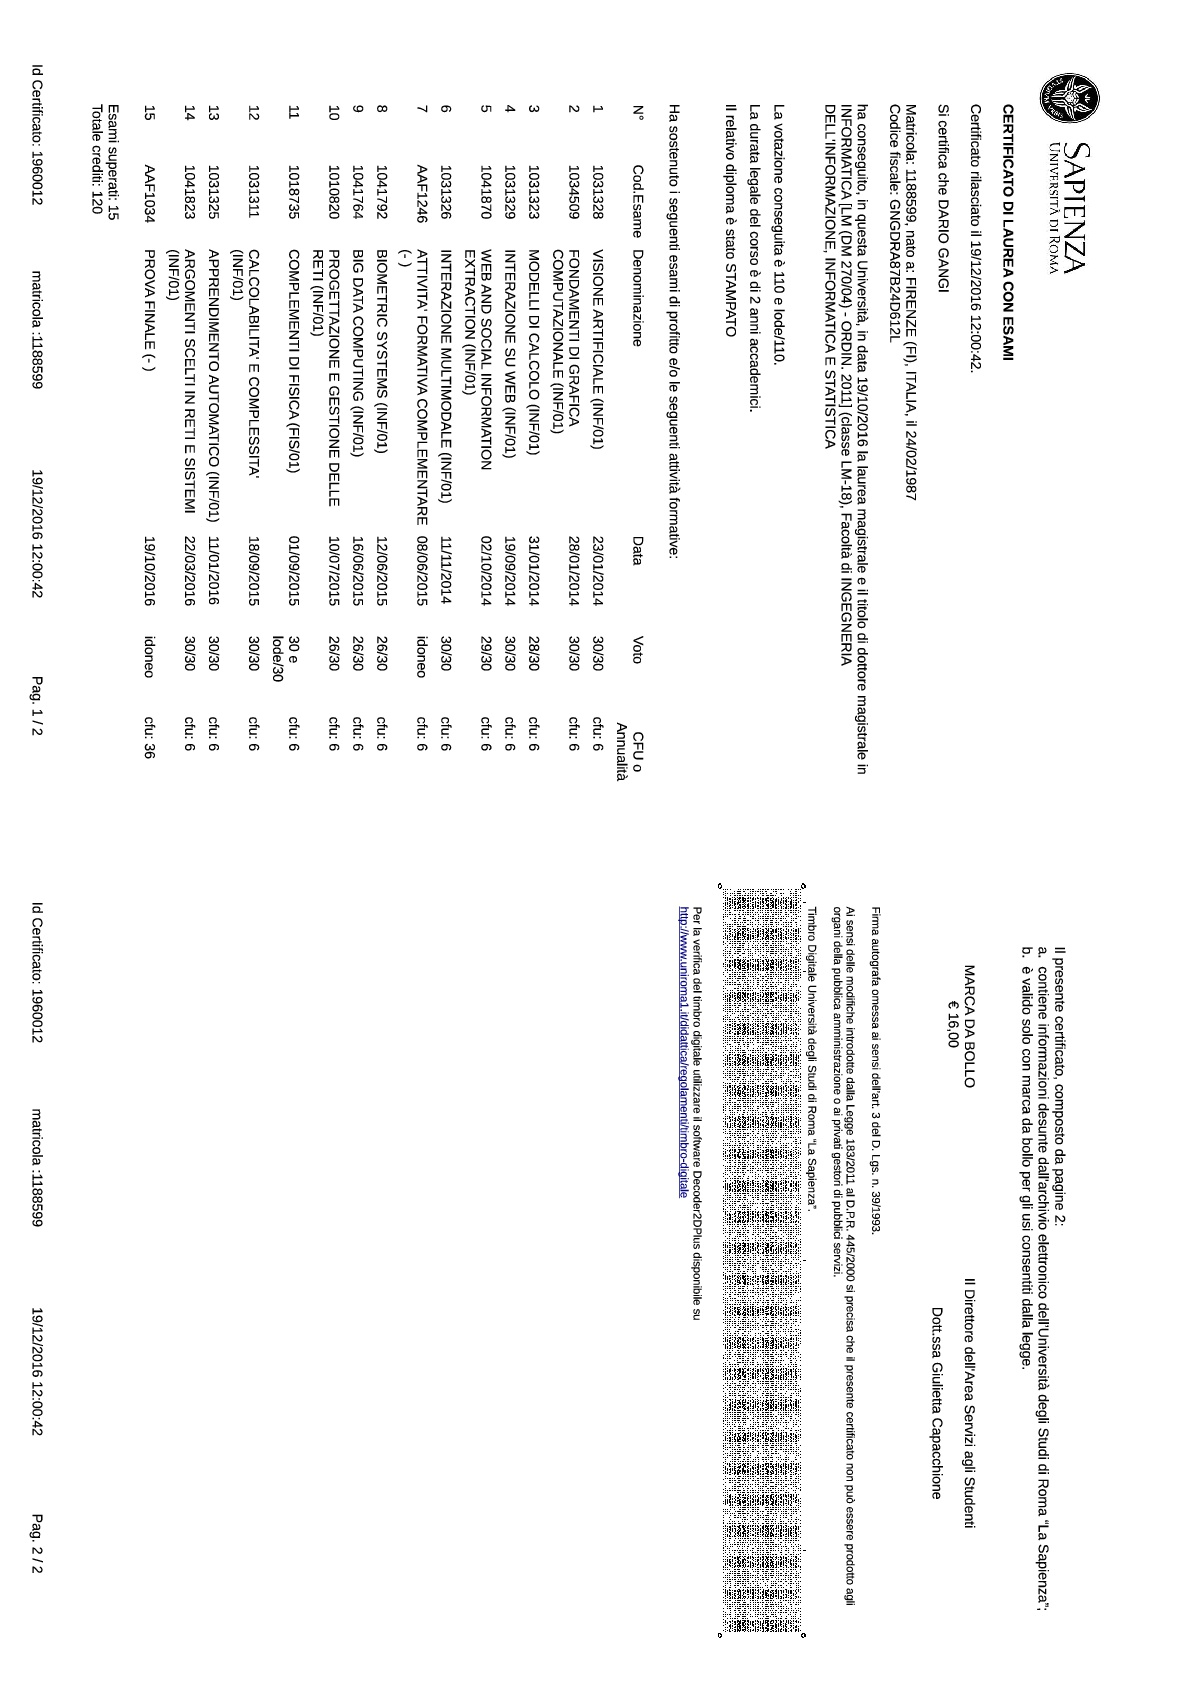 SAPIENZA
UNIVERSITÀ DI ROMA
CERTIFICATO DI LAUREA CON ESAMI
Certificato rilasciato il 19/12/2016 12:00:42.
Si certifica che DARIO GANGI
Matricola: 1188599, nato a: FIRENZE (FI), ITALIA, il 24/02/1987
Codice fiscale: GNGDRA87B24D612L
ha conseguito, in questa Università, in data 19/10/2016 la laurea magistrale e il titolo di dottore magistrale in
INFORMATICA [LM (DM 270/04) - ORDIN. 2011] (classe LM-18), Facoltà di INGEGNERIA
DELL'INFORMAZIONE, INFORMATICA E STATISTICA
La votazione conseguita è 110 e lode/110.
La durata legale del corso è di 2 anni accademici.
Il relativo diploma è stato STAMPATO
Ha sostenuto i seguenti esami di profitto e/o le seguenti attività formative:
N° Cod.Esame Denominazione Data Voto CFU o
Annualità
1 1031328 VISIONE ARTIFICIALE (INF/01) 23/01/2014 30/30 cfu: 6
2 1034509 FONDAMENTI DI GRAFICA 28/01/2014 30/30 cfu: 6
COMPUTAZIONALE (INF/01)
3 1031323 MODELLI DI CALCOLO (INF/01) 31/01/2014 28/30 cfu: 6
4 1031329 INTERAZIONE SU WEB (INF/01) 19/09/2014 30/30 cfu: 6
5 1041870 WEB AND SOCIAL INFORMATION 02/10/2014 29/30 cfu: 6
EXTRACTION (INF/01)
6 1031326 INTERAZIONE MULTIMODALE (INF/01) 11/11/2014 30/30 cfu: 6
7 AAF1246 ATTIVITA' FORMATIVA COMPLEMENTARE 08/06/2015 idoneo cfu: 6
(- )
8 1041792 BIOMETRIC SYSTEMS (INF/01) 12/06/2015 26/30 cfu: 6
9 1041764 BIG DATA COMPUTING (INF/01) 16/06/2015 26/30 cfu: 6
10 1010820 PROGETTAZIONE E GESTIONE DELLE 10/07/2015 26/30 cfu: 6
RETI (INF/01)
11 1018735 COMPLEMENTI DI FISICA (FIS/01) 01/09/2015 30 e cfu: 6
lode/30
12 1031311 CALCOLABILITA' E COMPLESSITA' 18/09/2015 30/30 cfu: 6
(INF/01)
13 1031325 APPRENDIMENTO AUTOMATICO (INF/01) 11/01/2016 30/30 cfu: 6
14 1041823 ARGOMENTI SCELTI IN RETI E SISTEMI 22/03/2016 30/30 cfu: 6
(INF/01)
15 AAF1034 PROVA FINALE (- ) 19/10/2016 idoneo cfu: 36
Esami superati: 15
Totale crediti: 120
Id Certificato: 1960012 matricola :1188599 19/12/2016 12:00:42 Pag. 1 / 2
Il presente certificato, composto da pagine 2:
a. contiene informazioni desunte dall'archivio elettronico dell'Università degli Studi di Roma "La Sapienza";
b. è valido solo con marca da bollo per gli usi consentiti dalla legge.
MARCA DA BOLLO Il Direttore dell'Area Servizi agli Studenti
€ 16,00
Dott.ssa Giulietta Capacchione
Firma autografa omessa ai sensi dell'art. 3 del D. Lgs. n. 39/1993.
Ai sensi delle modifiche introdotte dalla Legge 183/2011 al D.P.R. 445/2000 si precisa che il presente certificato non può essere prodotto agli
organi della pubblica amministrazione o ai privati gestori di pubblici servizi.
Timbro Digitale Università degli Studi di Roma "La Sapienza".
Per la verifica del timbro digitale utilizzare il software Decoder2DPlus disponibile su
http://www.uniroma1.it/didattica/regolamenti/timbro-digitale
Id Certificato: 1960012 matricola :1188599 19/12/2016 12:00:42 Pag. 2 / 2